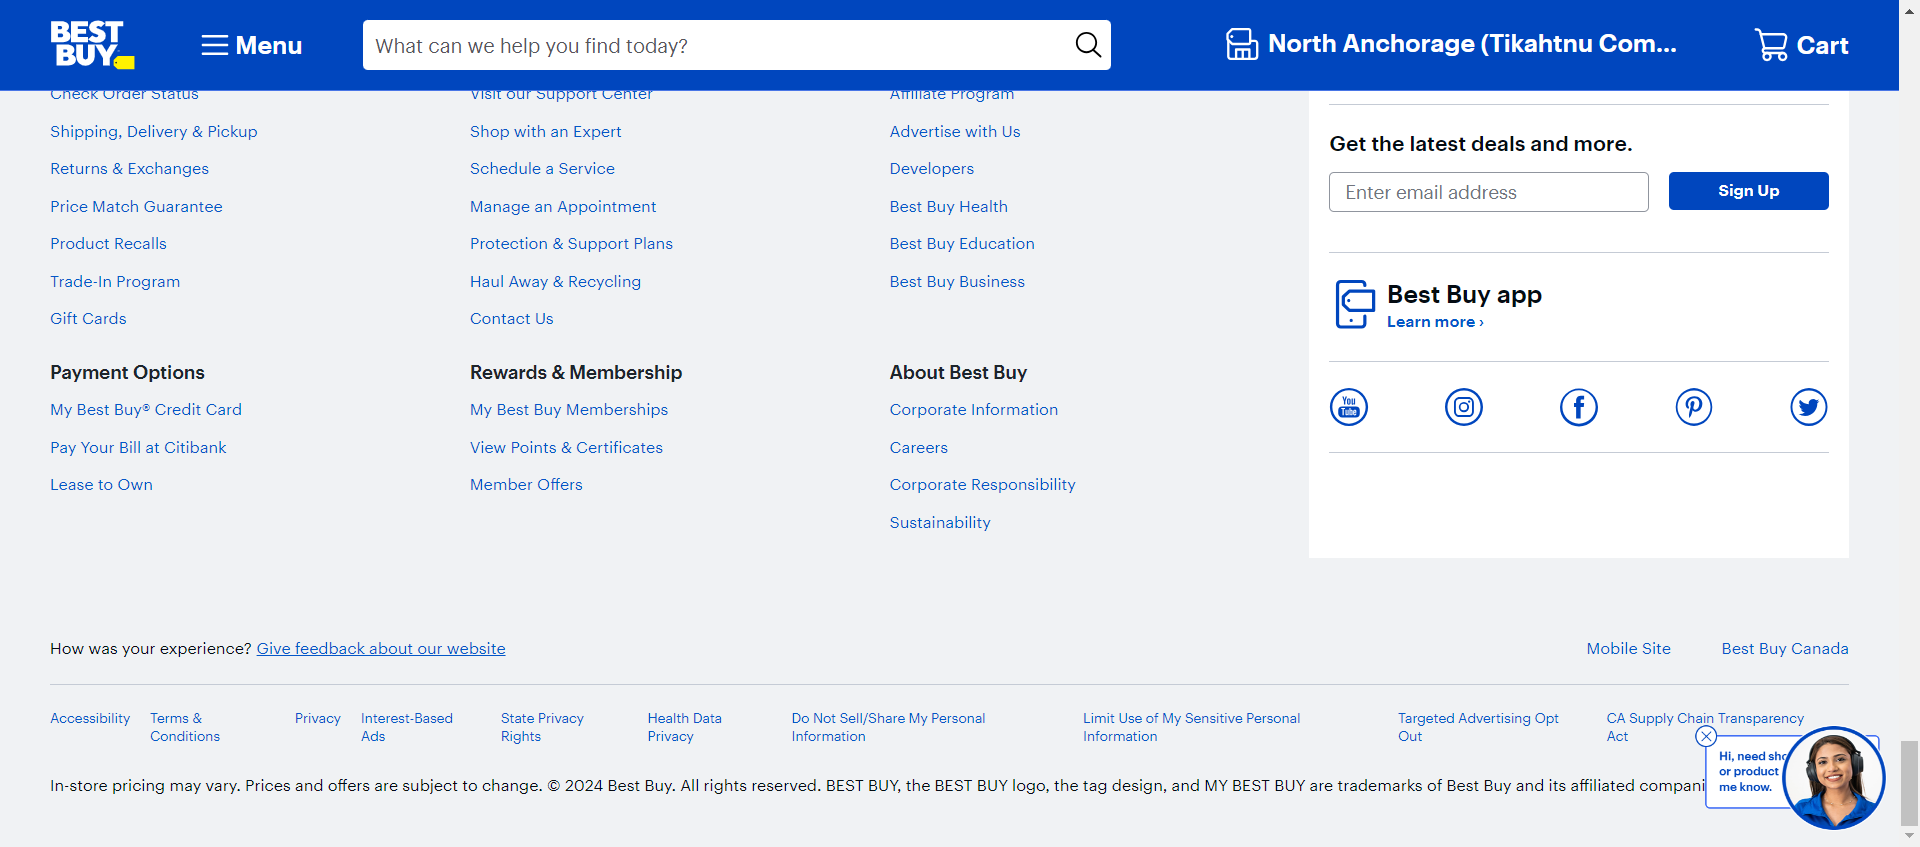 BEST
BUY
Menu
What can we help you find today?
North Anchorage (Tikahtnu Com...
Cart
Check Order Status
Shipping, Delivery & Pickup
Returns & Exchanges
Price Match Guarantee
Product Recalls
Trade-In Program
Gift Cards
Visit our Support Center
Shop with an Expert
Schedule a Service
Manage an Appointment
Protection & Support Plans
Haul Away & Recycling
Contact Us
Affiliate Program
Advertise with Us
Developers
Best Buy Health
Best Buy Education
Best Buy Business
Payment Options
My Best Buy® Credit Card
Pay Your Bill at Citibank
Lease to Own
Rewards & Membership
My Best Buy Memberships
View Points & Certificates
Member Offers
About Best Buy
Corporate Information
Careers
Corporate Responsibility
Sustainability
Get the latest deals and more.
Enter email address
Sign Up
Best Buy app
Learn more ›
You
Tube
How was your experience? Give feedback about our website
Mobile Site
Best Buy Canada
Accessibility
Terms &
Conditions
Privacy
Interest-Based
Ads
State Privacy
Rights
Health Data
Privacy
Do Not Sell/Share My Personal
Information
Limit Use of My Sensitive Personal
Information
Targeted Advertising Opt
Out
CA Supply Chain Transparency
Act
In-store pricing may vary. Prices and offers are subject to change. © 2024 Best Buy. All rights reserved. BEST BUY, the BEST BUY logo, the tag design, and MY BEST BUY are trademarks of Best Buy and its affiliated compani
Hi, need sho
or product
me know.